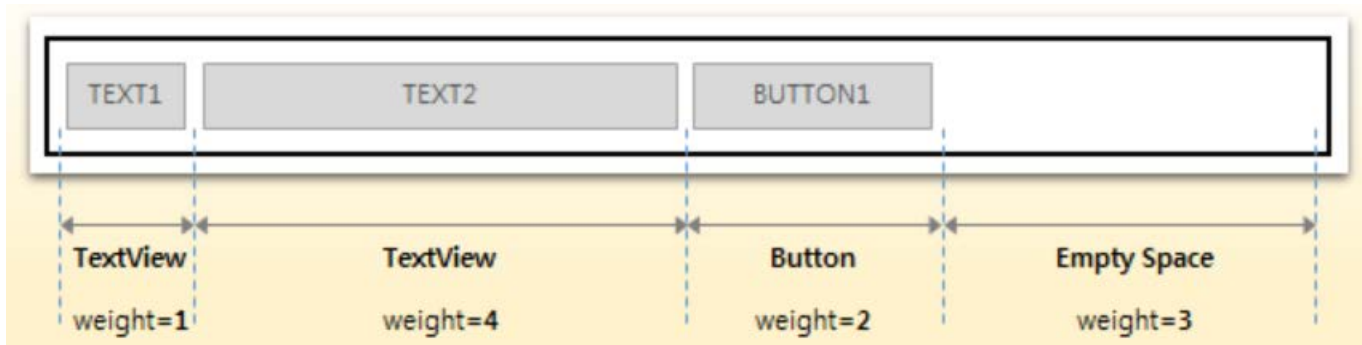 TEXT1 TEXT2 BUTTON1
TextView TextView Button Empty Space
weight=1 weight=4 weight=2 weight=3